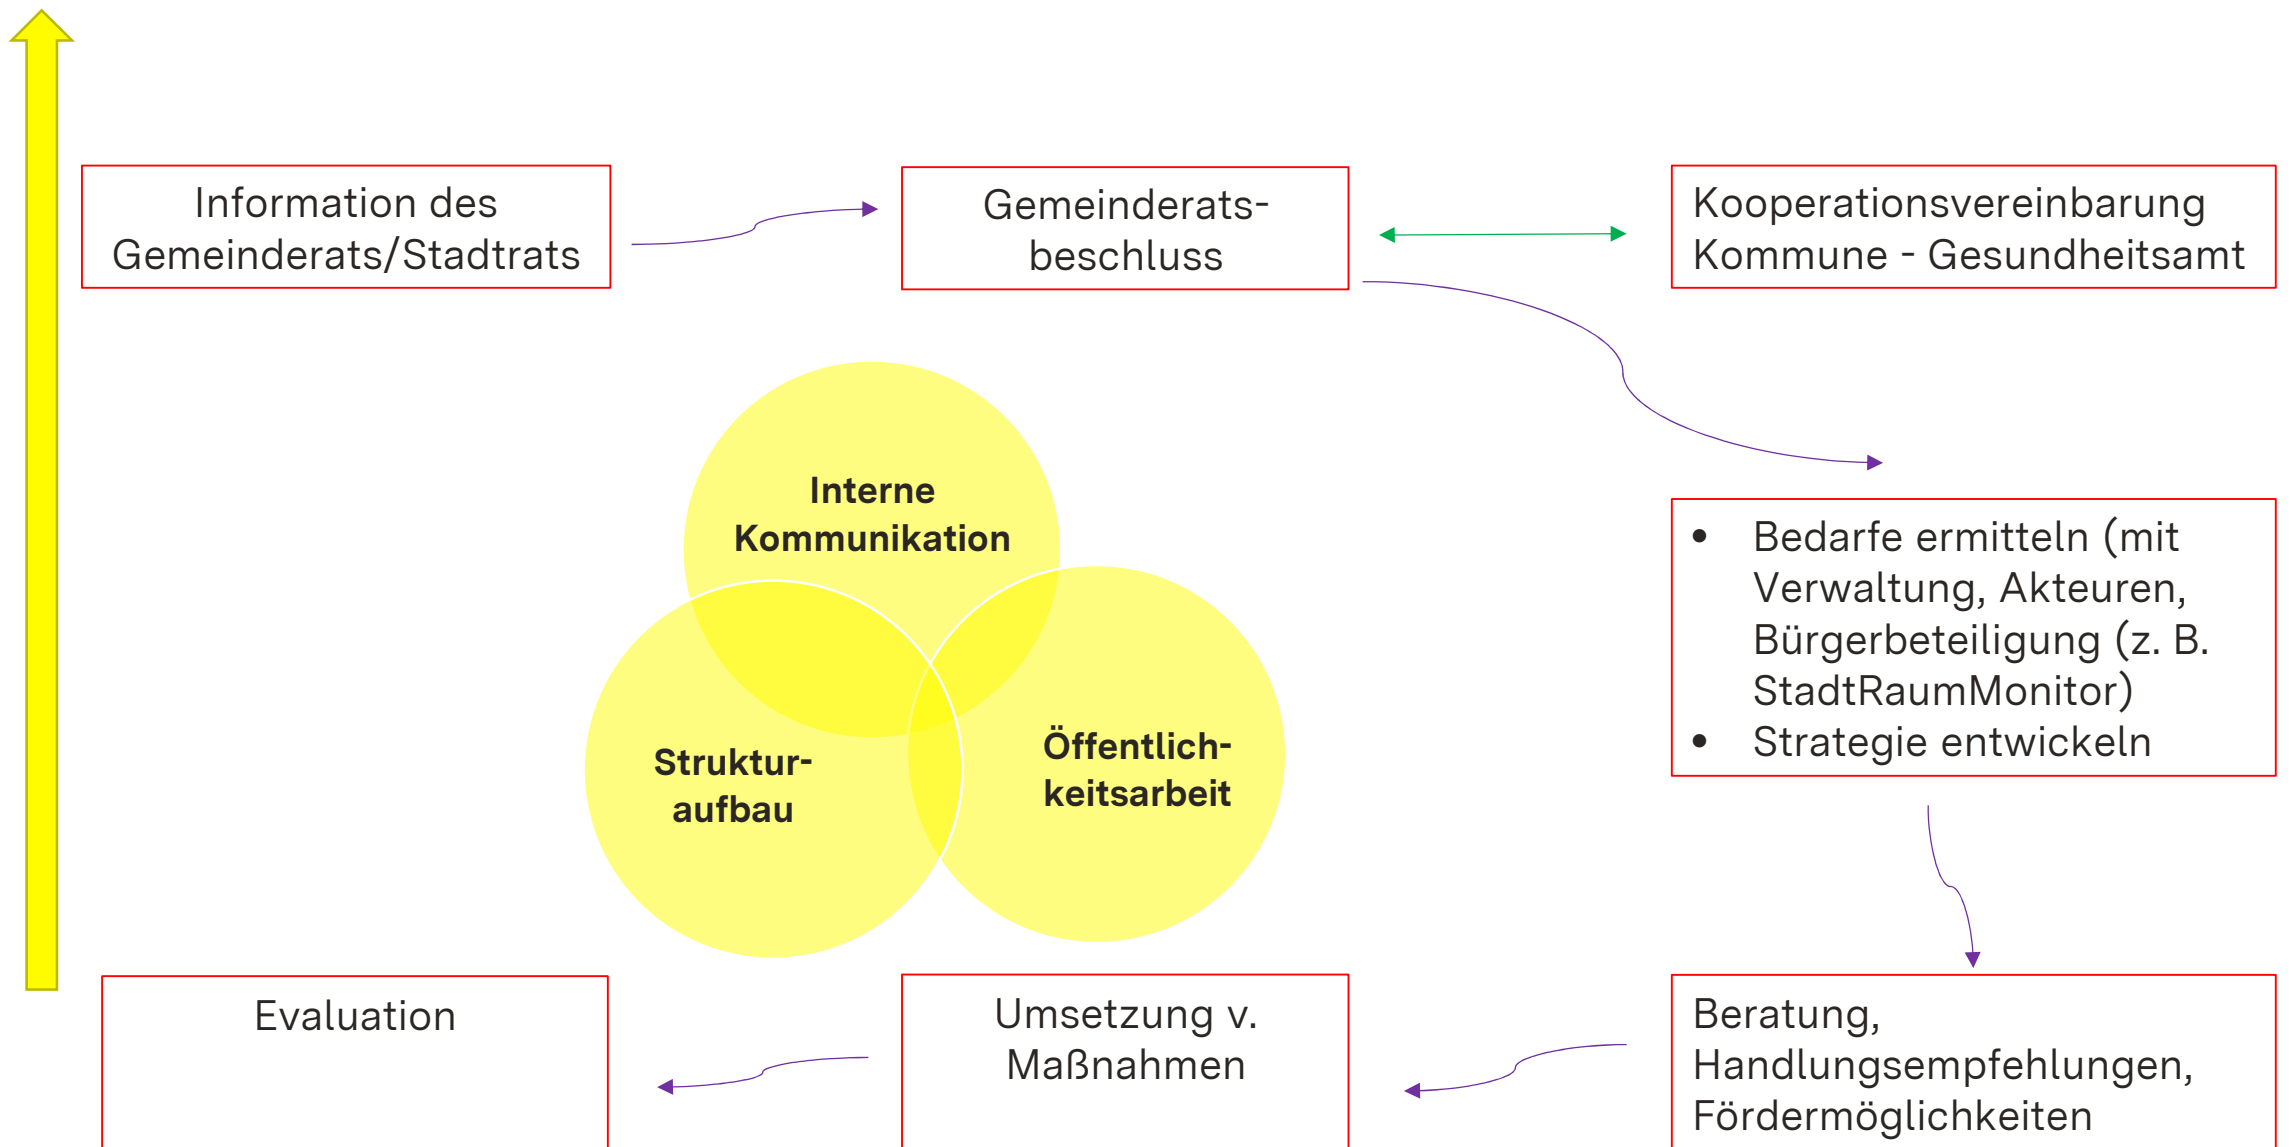 Information des
Gemeinderats/Stadtrats
Gemeinderats-
beschluss
Kooperationsvereinbarung
Kommune - Gesundheitsamt
Interne
Kommunikation
Struktur-
aufbau
Öffentlich-
keitsarbeit
• Bedarfe ermitteln (mit
Verwaltung, Akteuren,
Bürgerbeteiligung (z. B.
StadtRaumMonitor)
• Strategie entwickeln
Evaluation
Umsetzung v.
Maßnahmen
Beratung,
Handlungsempfehlungen,
Fördermöglichkeiten